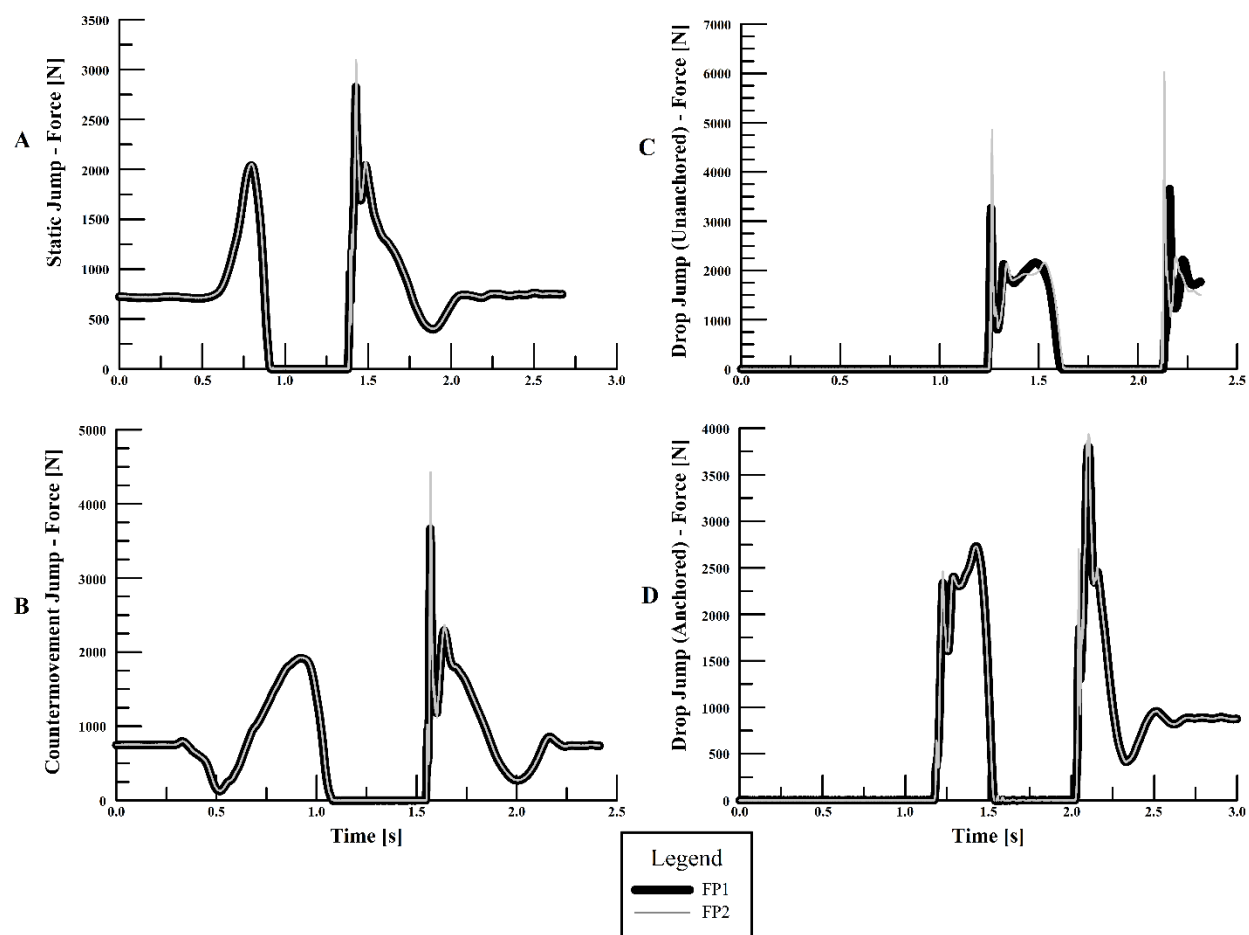 A
Static Jump - Force [N]
3500
3000
2500
2000
1500
1000
500
0
0.0 0.5 1.0 1.5 2.0 2.5 3.0
B
Countermovement Jump - Force [N]
5000
4000
3000
2000
1000
0
0.0 0.5 1.0 1.5 2.0 2.5
Time [s]
C
Drop Jump (Unanchored) - Force [N]
7000
6000
5000
4000
3000
2000
1000
0
0.0 0.5 1.0 1.5 2.0 2.5
D
Drop Jump (Anchored) - Force [N]
4000
3500
3000
2500
2000
1500
1000
500
0
0.0 0.5 1.0 1.5 2.0 2.5 3.0
Time [s]
Legend
FP1
FP2